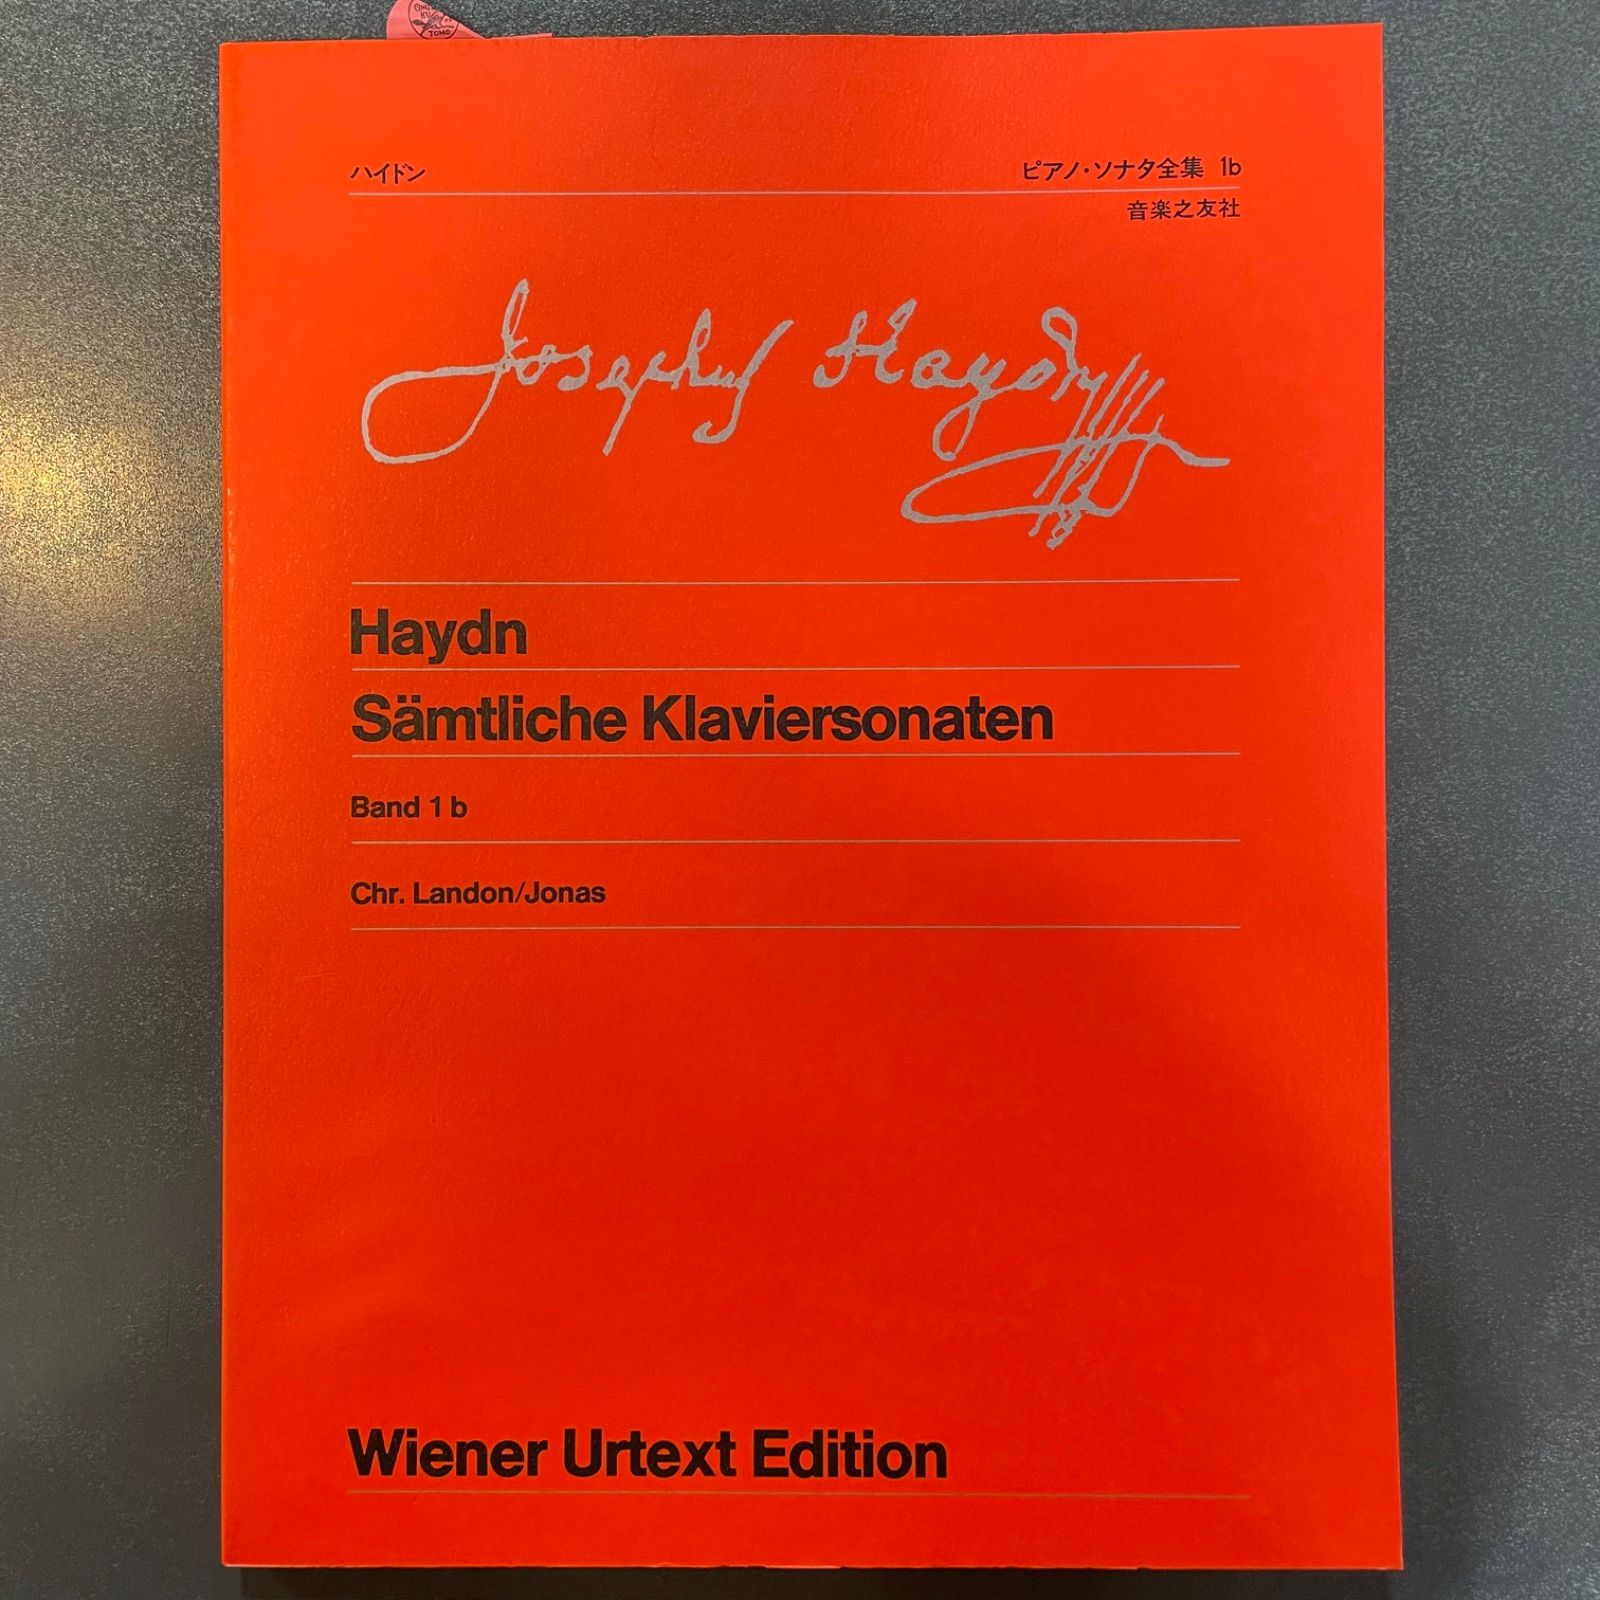 TOMO
ハイドン ピアノ・ソナタ全集 1b
音楽之友社
Josephus Haydn
Haydn
Sämtliche Klaviersonaten
Band 1 b
Chr. Landon/Jonas
Wiener Urtext Edition